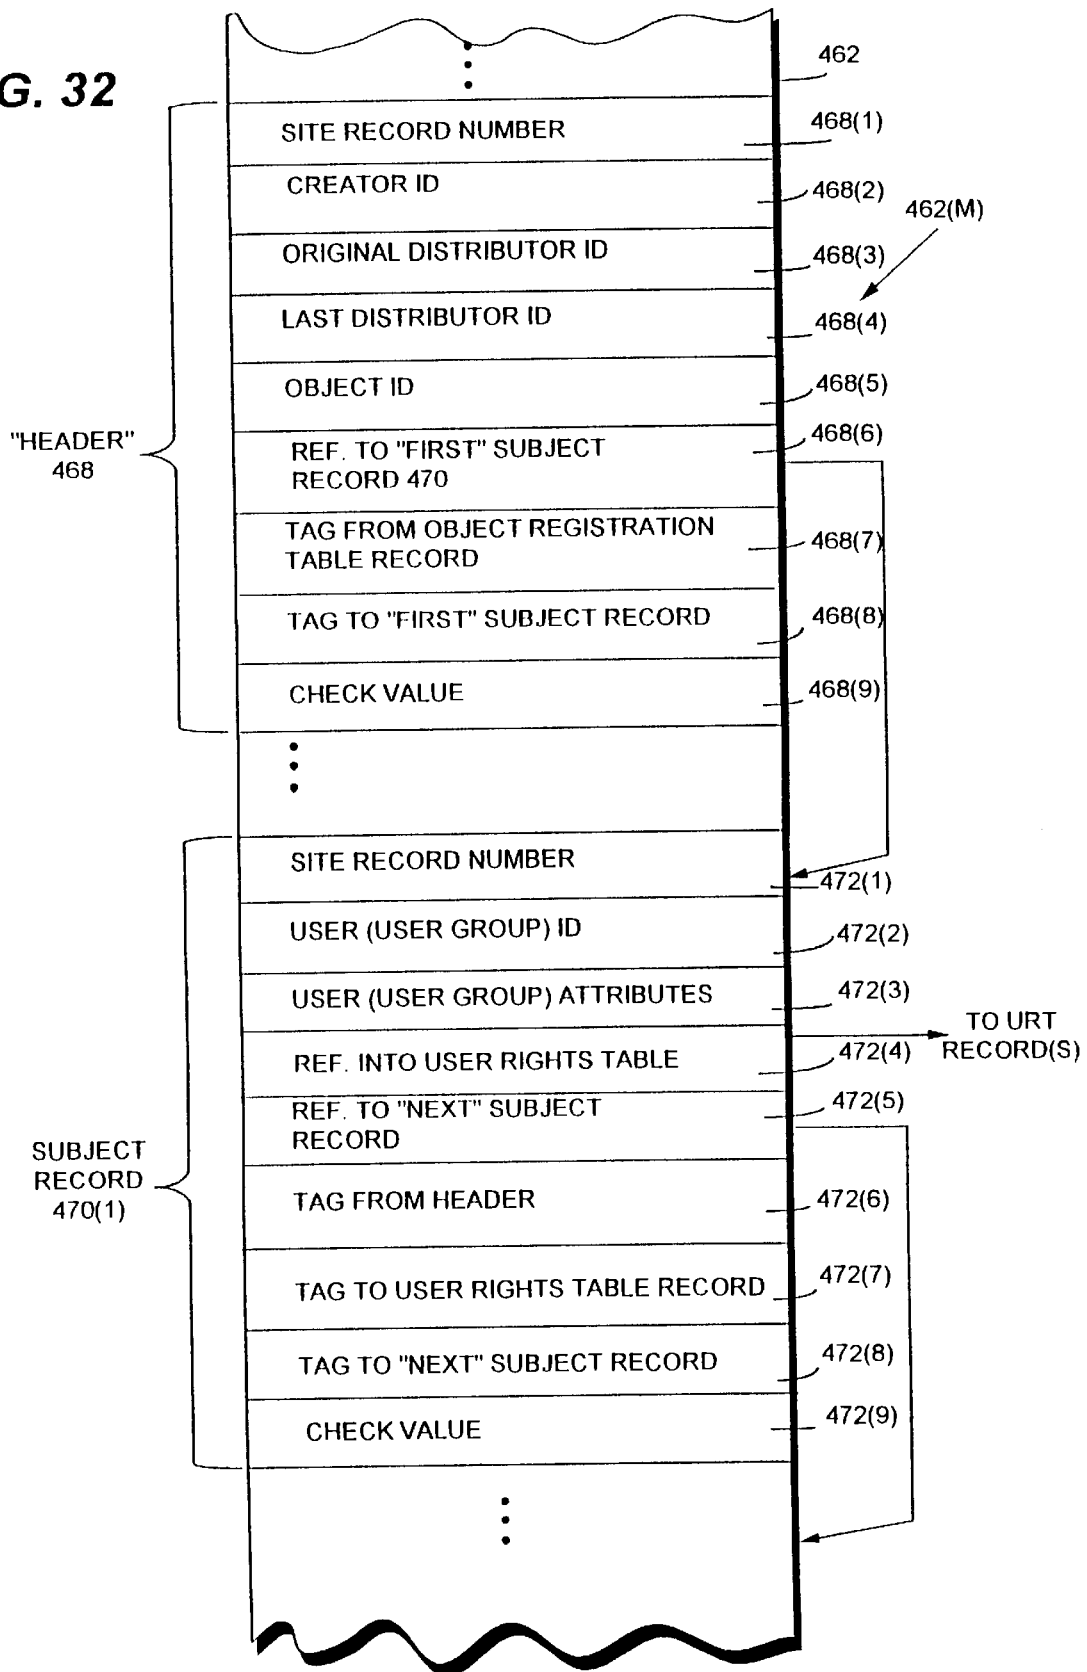 G. 32
462
SITE RECORD NUMBER
468(1)
CREATOR ID
468(2)
462(M)
ORIGINAL DISTRIBUTOR ID
468(3)
LAST DISTRIBUTOR ID
468(4)
OBJECT ID
468(5)
"HEADER"
468
REF. TO "FIRST" SUBJECT
RECORD 470
468(6)
TAG FROM OBJECT REGISTRATION
TABLE RECORD
468(7)
TAG TO "FIRST" SUBJECT RECORD
468(8)
CHECK VALUE
468(9)
SITE RECORD NUMBER
472(1)
USER (USER GROUP) ID
472(2)
USER (USER GROUP) ATTRIBUTES
472(3)
TO URT
RECORD(S)
REF. INTO USER RIGHTS TABLE
472(4)
REF. TO "NEXT" SUBJECT
RECORD
472(5)
SUBJECT
RECORD
470(1)
TAG FROM HEADER
472(6)
TAG TO USER RIGHTS TABLE RECORD
472(7)
TAG TO "NEXT" SUBJECT RECORD
472(8)
CHECK VALUE
472(9)